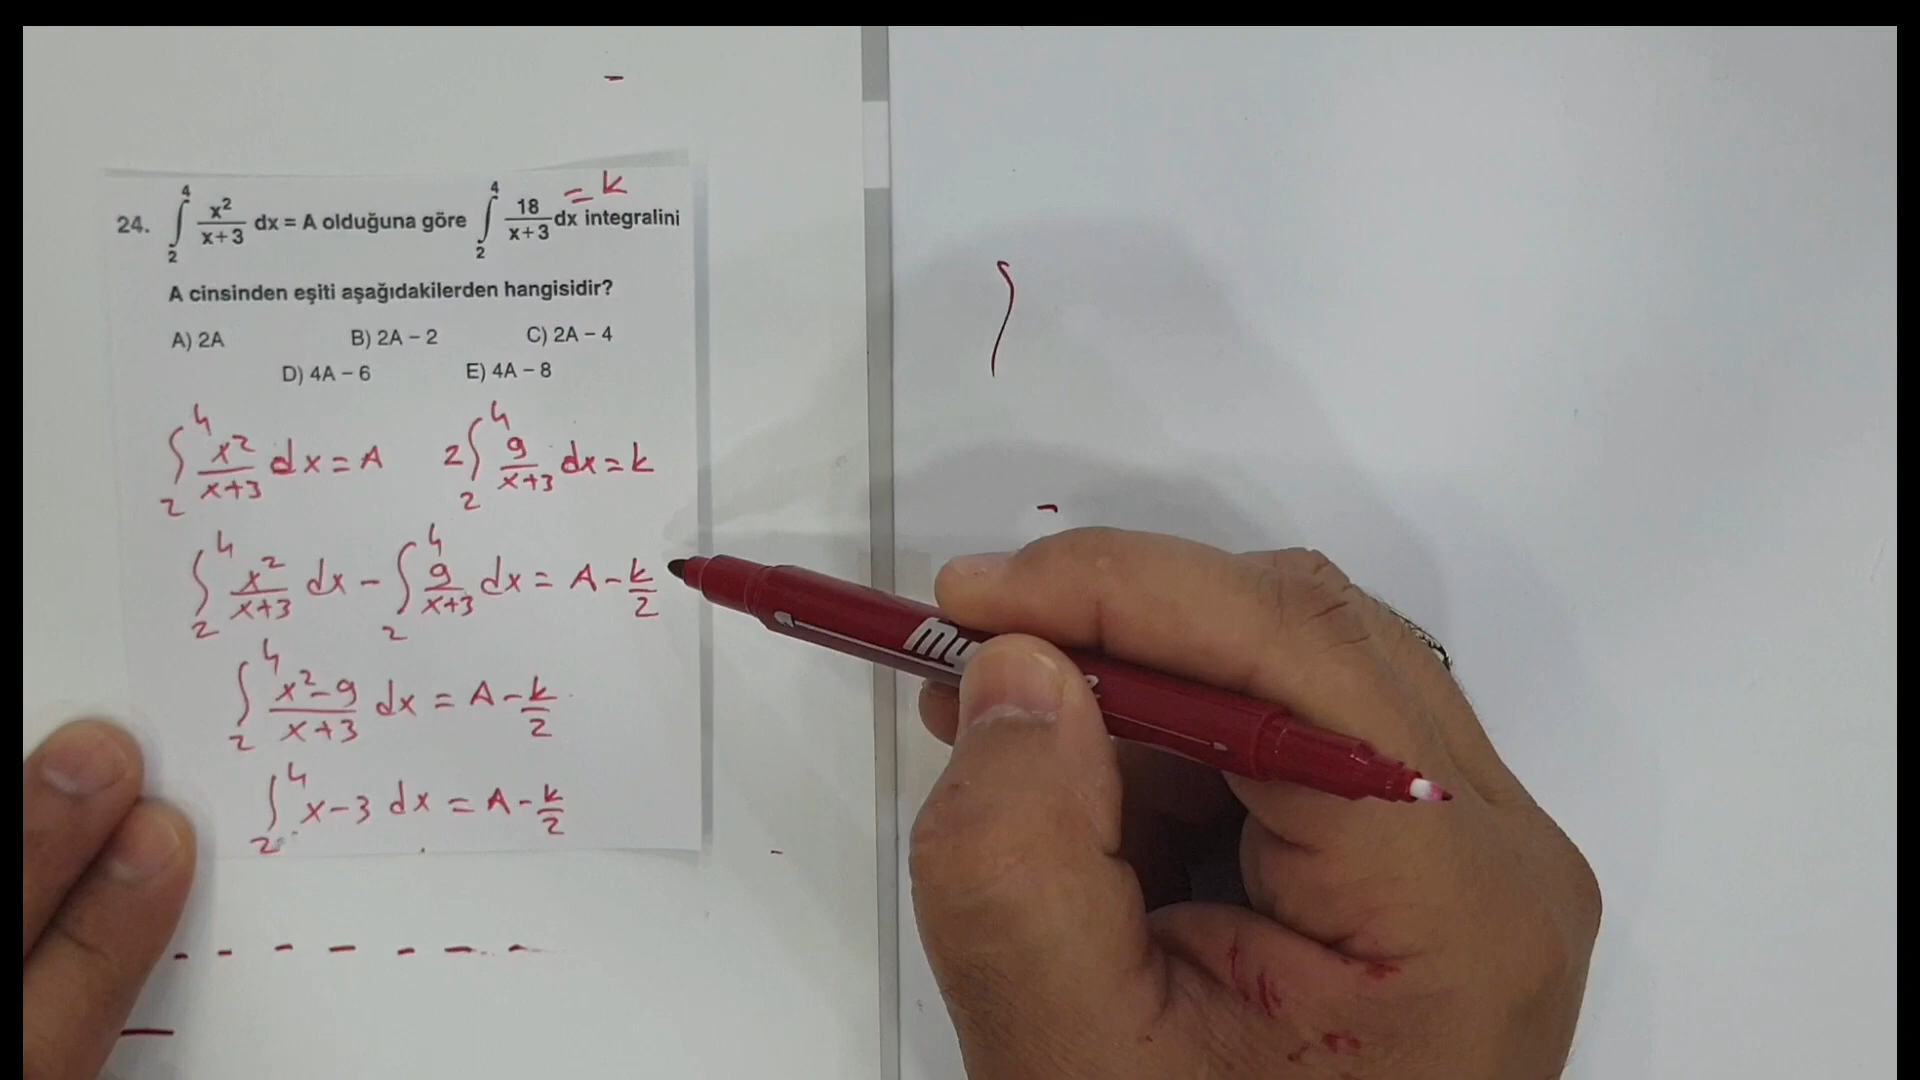 24. ∫₂⁴ x²/(x+3) dx = A olduğuna göre ∫₂⁴ 18/(x+3) dx integralini = k
A cinsinden eşiti aşağıdakilerden hangisidir?
A) 2A B) 2A – 2 C) 2A – 4
D) 4A – 6 E) 4A – 8
∫₂⁴ x²/(x+3) dx = A 2∫₂⁴ 9/(x+3) dx = k
∫₂⁴ x²/(x+3) dx – ∫₂⁴ 9/(x+3) dx = A – k/2
∫₂⁴ (x²–9)/(x+3) dx = A – k/2
∫₂⁴ x–3 dx = A – k/2